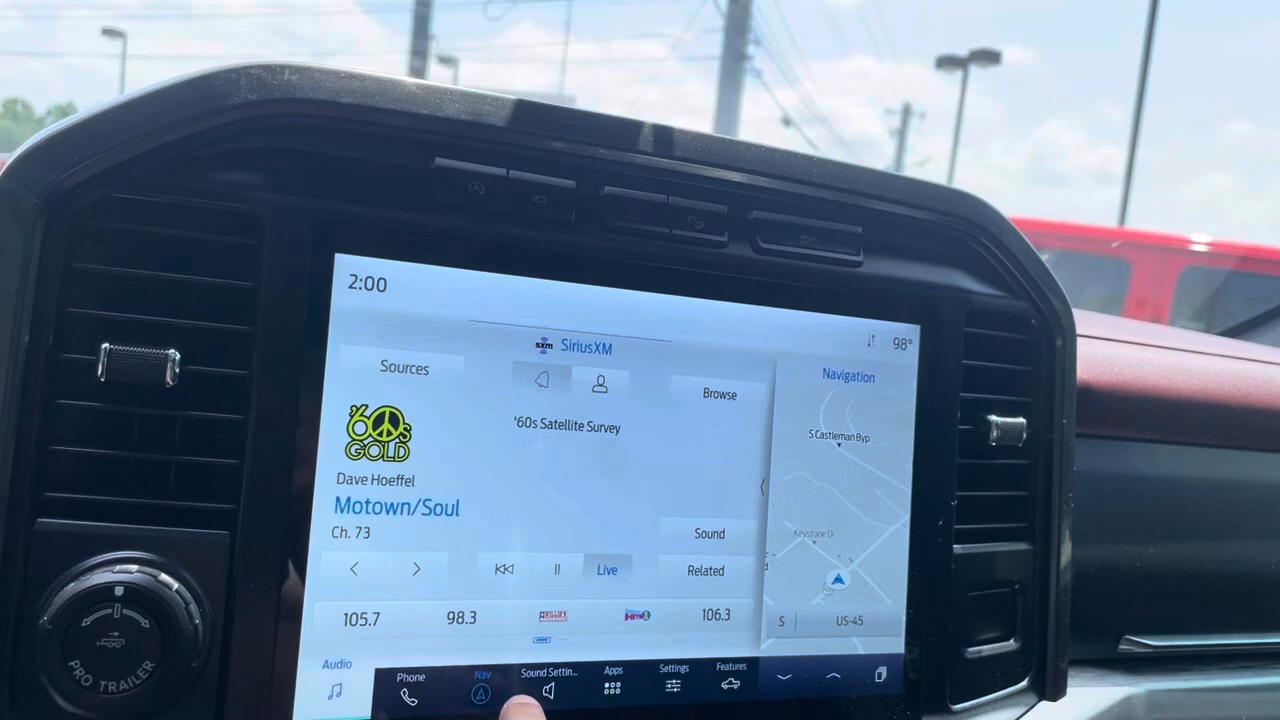 2:00
98°
sxm SiriusXM
Sources
Browse
Navigation
'60s Satellite Survey
'60s
GOLD
S Castleman Byp
Dave Hoeffel
Motown/Soul
Ch. 73
Sound
Keystone Dr
Live
Related
105.7
98.3
106.3
S
US-45
Audio
Phone
Nav
Sound Settin...
Apps
Settings
Features
PRO TRAILER